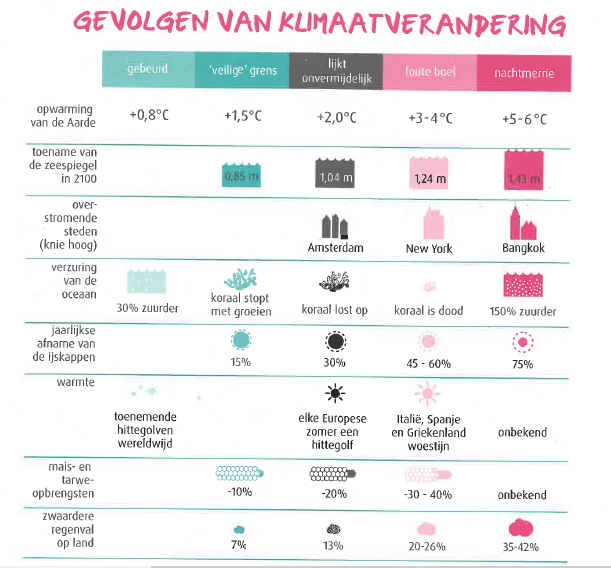 GEVOLGEN VAN KLIMAATVERANDERING
gebeurd
'veilige' grens
lijkt
onvermijdelijk
foute boel
nachtmerrie
opwarming
van de Aarde
+0,8°C
+1,5°C
+2,0°C
+3-4°C
+5-6°C
toename van
de zeespiegel
in 2100
0,85 m
1,04 m
1,24 m
1,43 m
over-
stromende
steden
(knie hoog)
Amsterdam
New York
Bangkok
verzuring
van de
oceaan
30% zuurder
koraal stopt
met groeien
koraal lost op
koraal is dood
150% zuurder
jaarlijkse
afname van
de ijskappen
15%
30%
45 - 60%
75%
warmte
toenemende
hittegolven
wereldwijd
elke Europese
zomer een
hittegolf
Italië, Spanje
en Griekenland
woestijn
onbekend
mais- en
tarwe-
opbrengsten
-10%
-20%
-30 - 40%
onbekend
zwaardere
regenval
op land
7%
13%
20-26%
35-42%